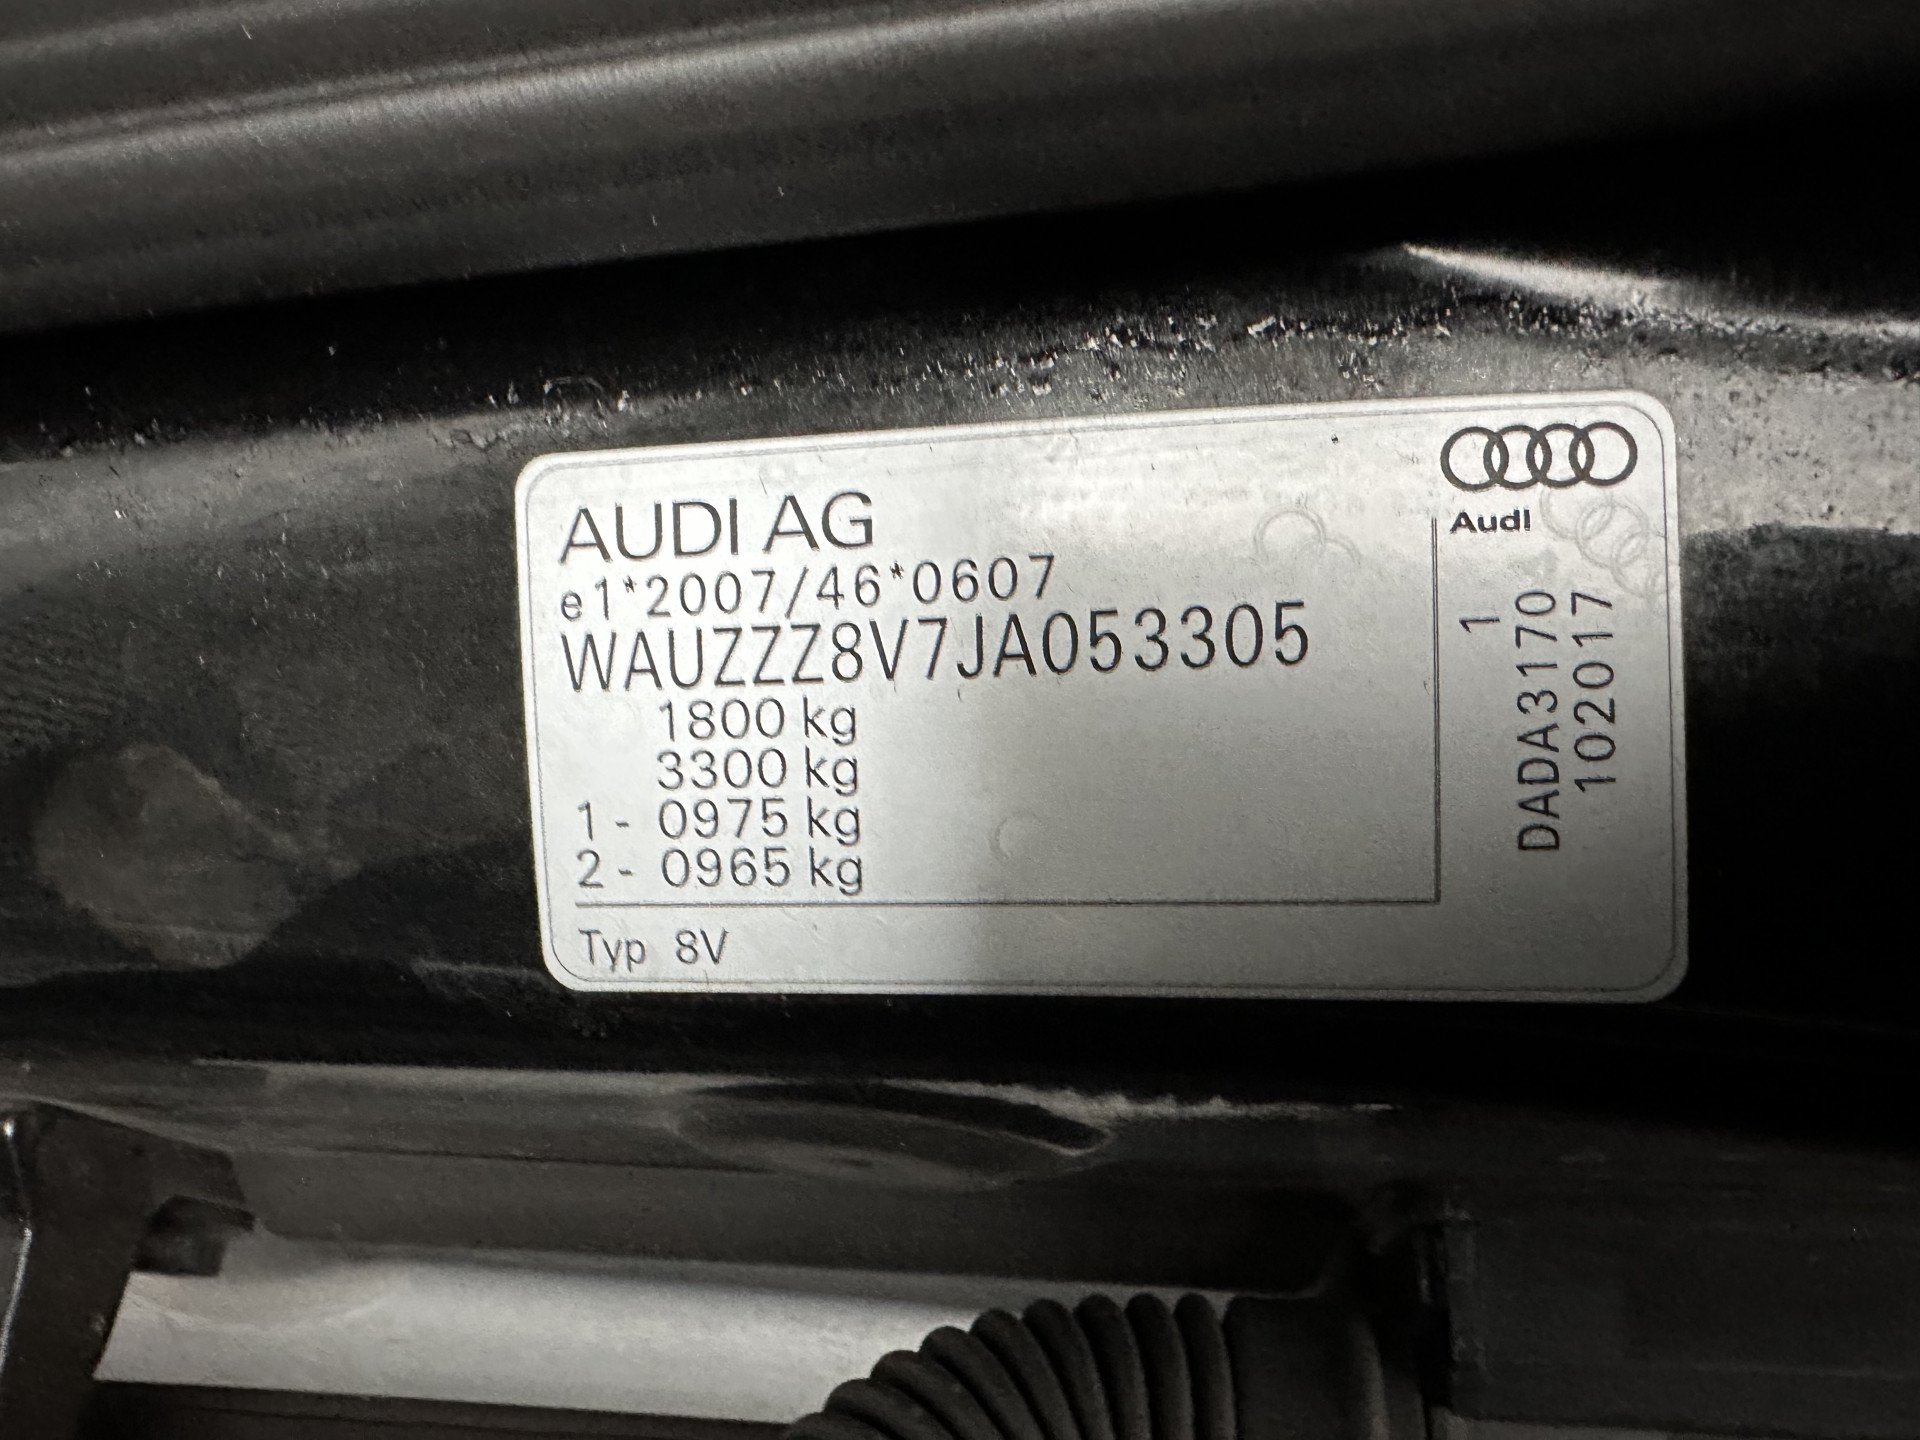 AUDI AG
e1*2007/46*0607
WAUZZZ8V7JA053305
1800 kg
3300 kg
1 - 0975 kg
2 - 0965 kg
Typ 8V
Audi
1
DADA3170
102017